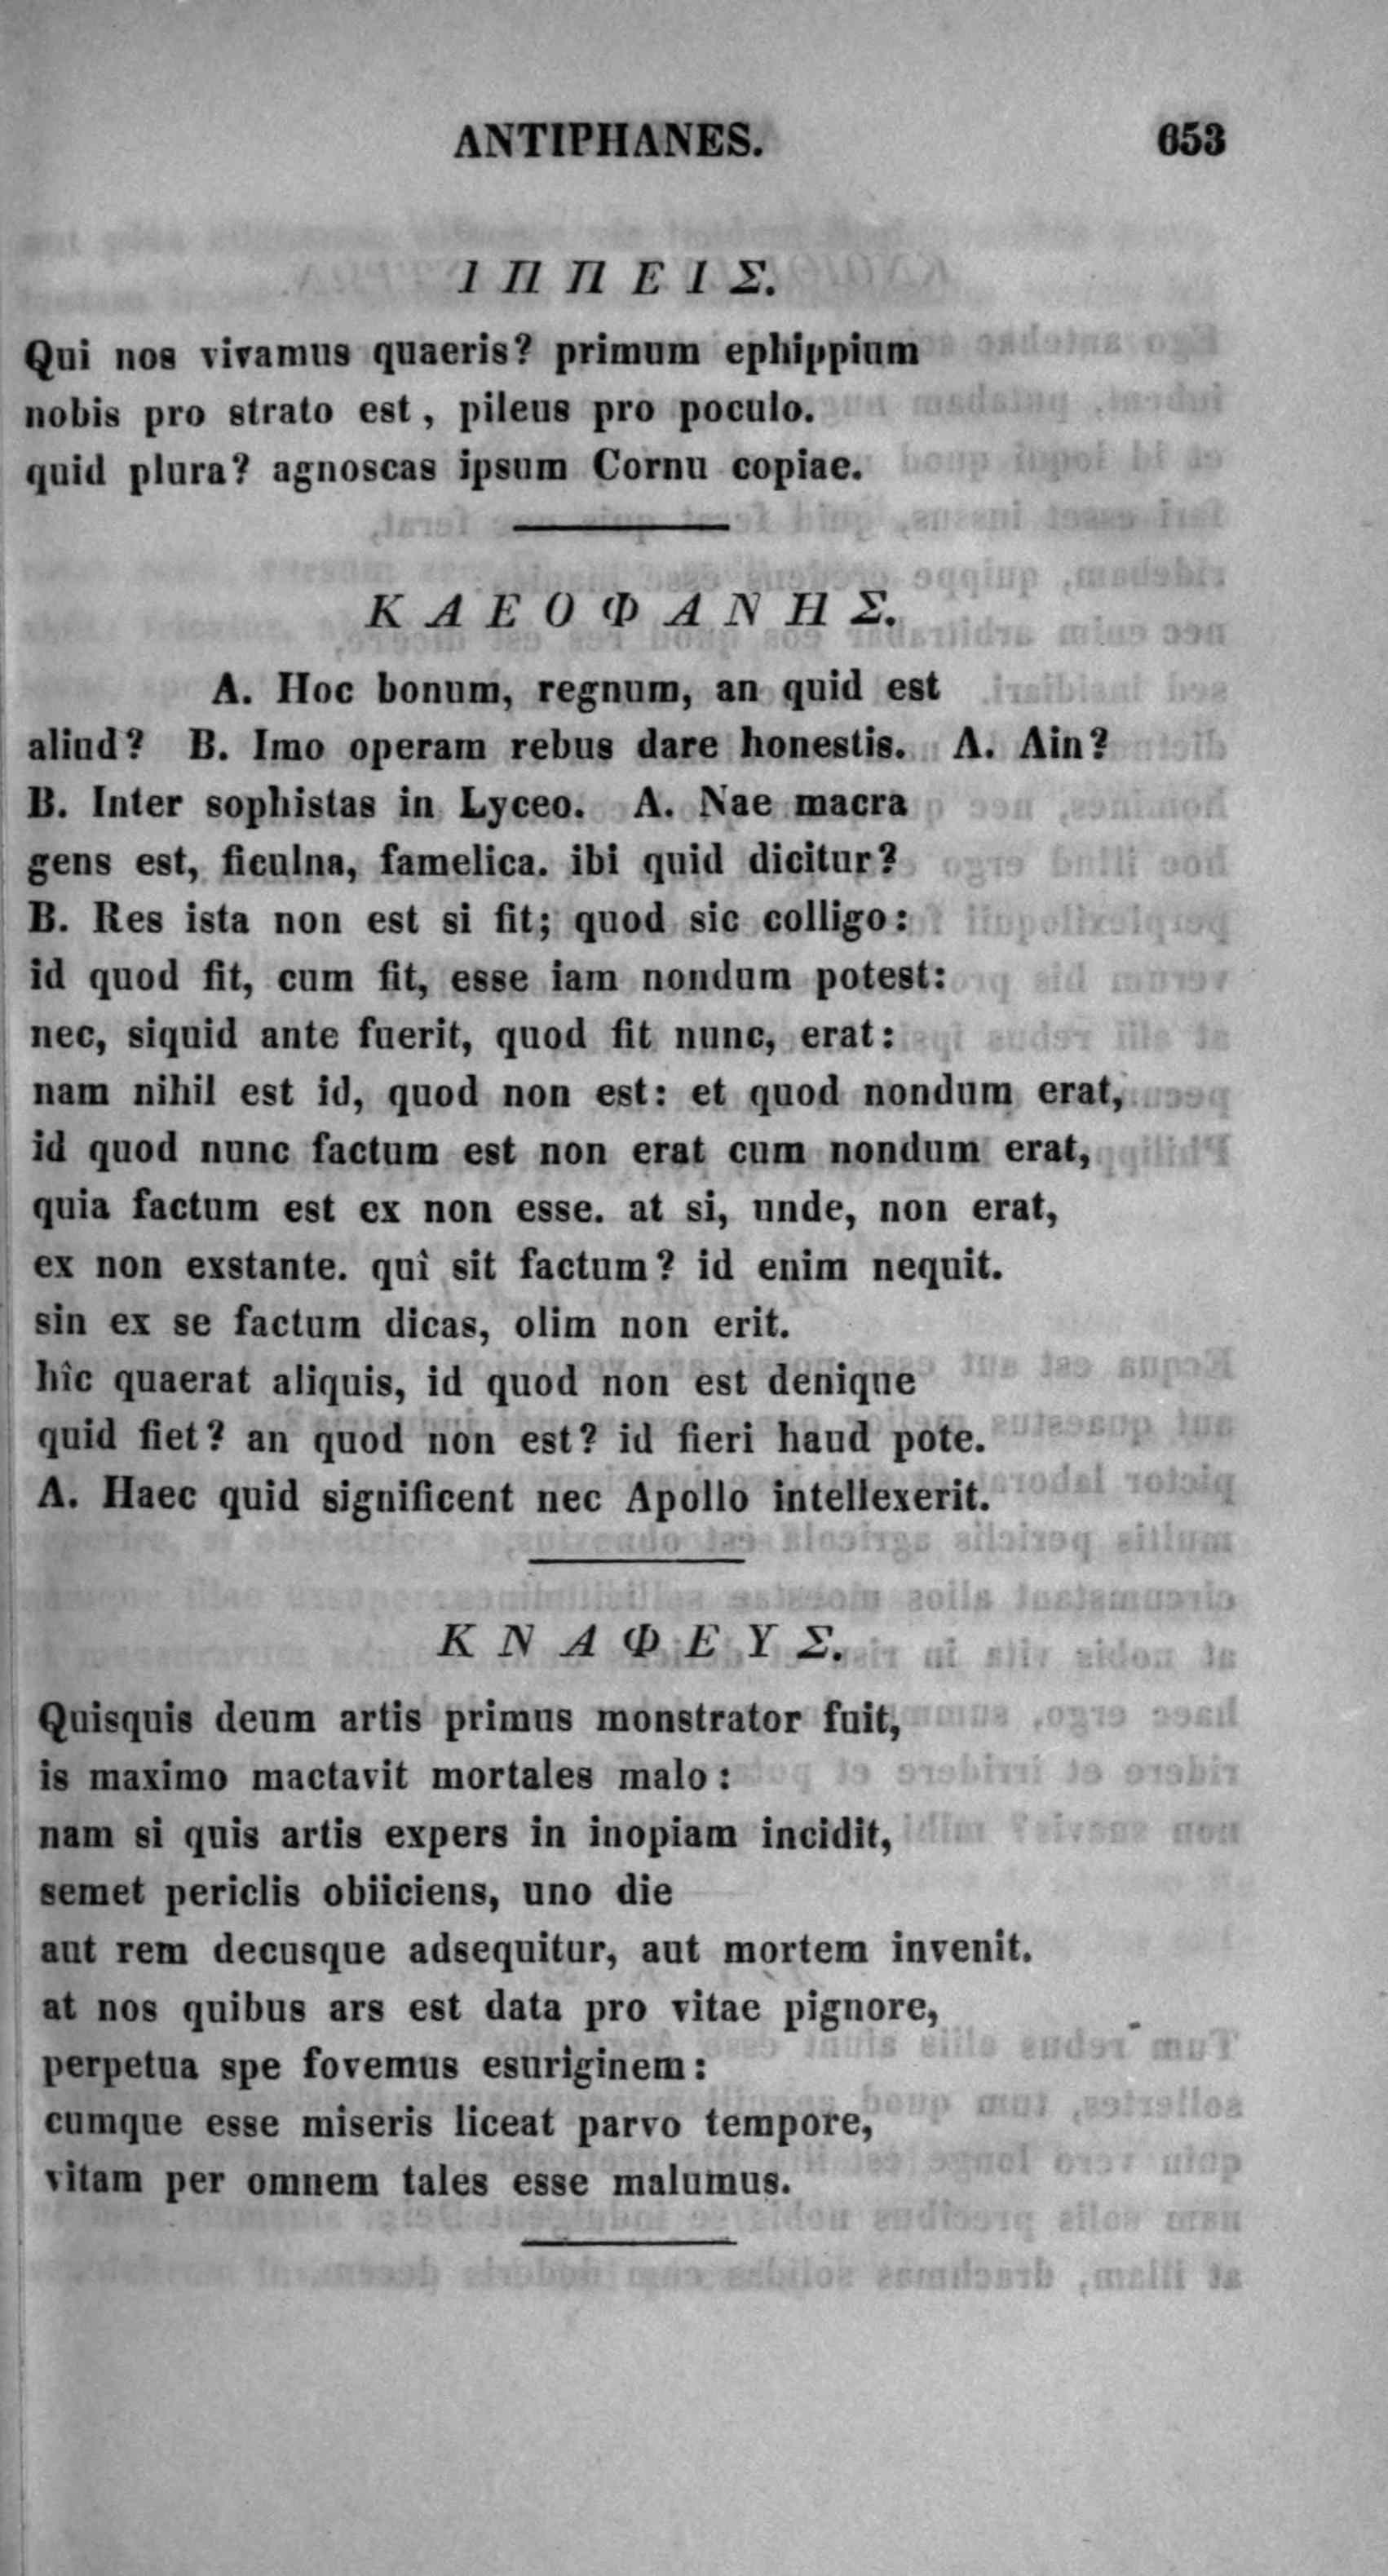 ANTIPHANES. 653
ΙΠΠΕΙΣ.
Qui nos vivamus quaeris? primum ephippium
nobis pro strato est, pileus pro poculo.
quid plura? agnoscas ipsum Cornu copiae.
ΚΛΕΟΦΑΝΗΣ.
A. Hoc bonum, regnum, an quid est
aliud? B. Imo operam rebus dare honestis. A. Ain?
B. Inter sophistas in Lyceo. A. Nae macra
gens est, ficulna, famelica. ibi quid dicitur?
B. Res ista non est si fit; quod sic colligo:
id quod fit, cum fit, esse iam nondum potest:
nec, siquid ante fuerit, quod fit nunc, erat:
nam nihil est id, quod non est: et quod nondum erat,
id quod nunc factum est non erat cum nondum erat,
quia factum est ex non esse. at si, unde, non erat,
ex non exstante. quî sit factum? id enim nequit.
sin ex se factum dicas, olim non erit.
hîc quaerat aliquis, id quod non est denique
quid fiet? an quod non est? id fieri haud pote.
A. Haec quid significent nec Apollo intellexerit.
ΚΝΑΦΕΥΣ.
Quisquis deum artis primus monstrator fuit,
is maximo mactavit mortales malo:
nam si quis artis expers in inopiam incidit,
semet periclis obiiciens, uno die
aut rem decusque adsequitur, aut mortem invenit.
at nos quibus ars est data pro vitae pignore,
perpetua spe fovemus esuriginem:
cumque esse miseris liceat parvo tempore,
vitam per omnem tales esse malumus.